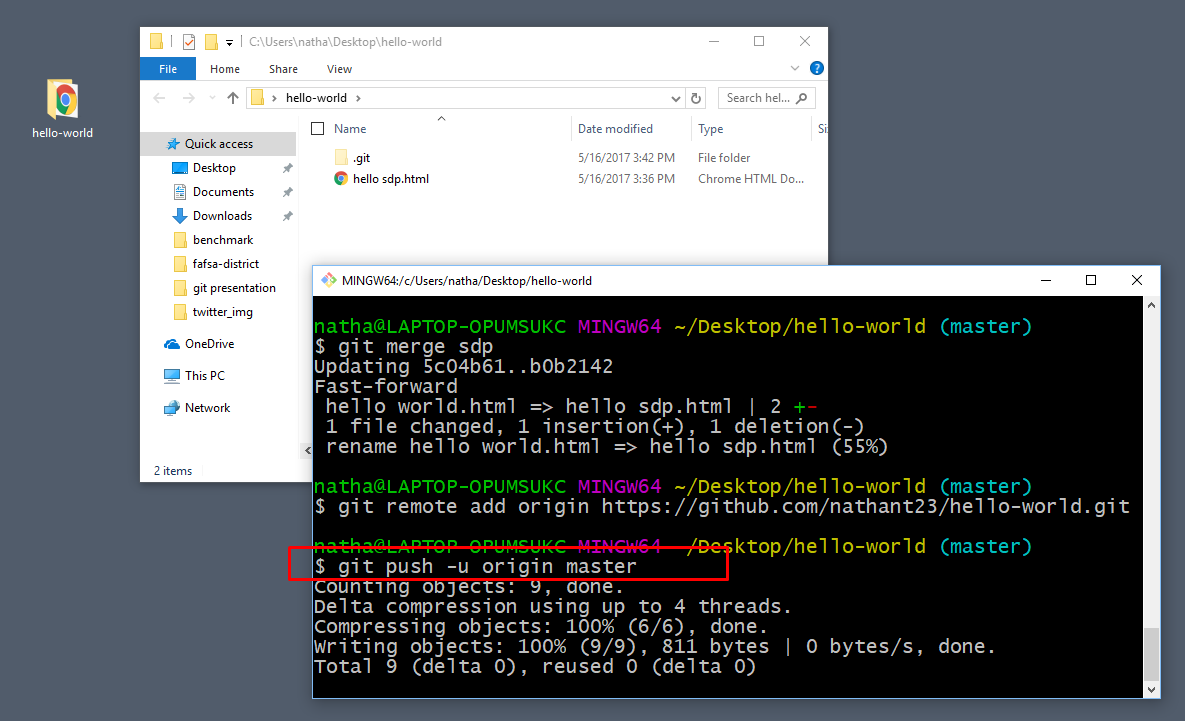 hello-world
C:\Users\natha\Desktop\hello-world
File Home Share View
hello-world
Search hel...
Name Date modified Type Si
.git 5/16/2017 3:42 PM File folder
hello sdp.html 5/16/2017 3:36 PM Chrome HTML Do...
Quick access
Desktop
Documents
Downloads
benchmark
fafsa-district
git presentation
twitter_img
OneDrive
This PC
Network
2 items
MINGW64:/c/Users/natha/Desktop/hello-world
natha@LAPTOP-OPUMSUKC MINGW64 ~/Desktop/hello-world (master)
$ git merge sdp
Updating 5c04b61..b0b2142
Fast-forward
hello world.html => hello sdp.html | 2 +-
1 file changed, 1 insertion(+), 1 deletion(-)
rename hello world.html => hello sdp.html (55%)
natha@LAPTOP-OPUMSUKC MINGW64 ~/Desktop/hello-world (master)
$ git remote add origin https://github.com/nathant23/hello-world.git
natha@LAPTOP-OPUMSUKC MINGW64 ~/Desktop/hello-world (master)
$ git push -u origin master
Counting objects: 9, done.
Delta compression using up to 4 threads.
Compressing objects: 100% (6/6), done.
Writing objects: 100% (9/9), 811 bytes | 0 bytes/s, done.
Total 9 (delta 0), reused 0 (delta 0)